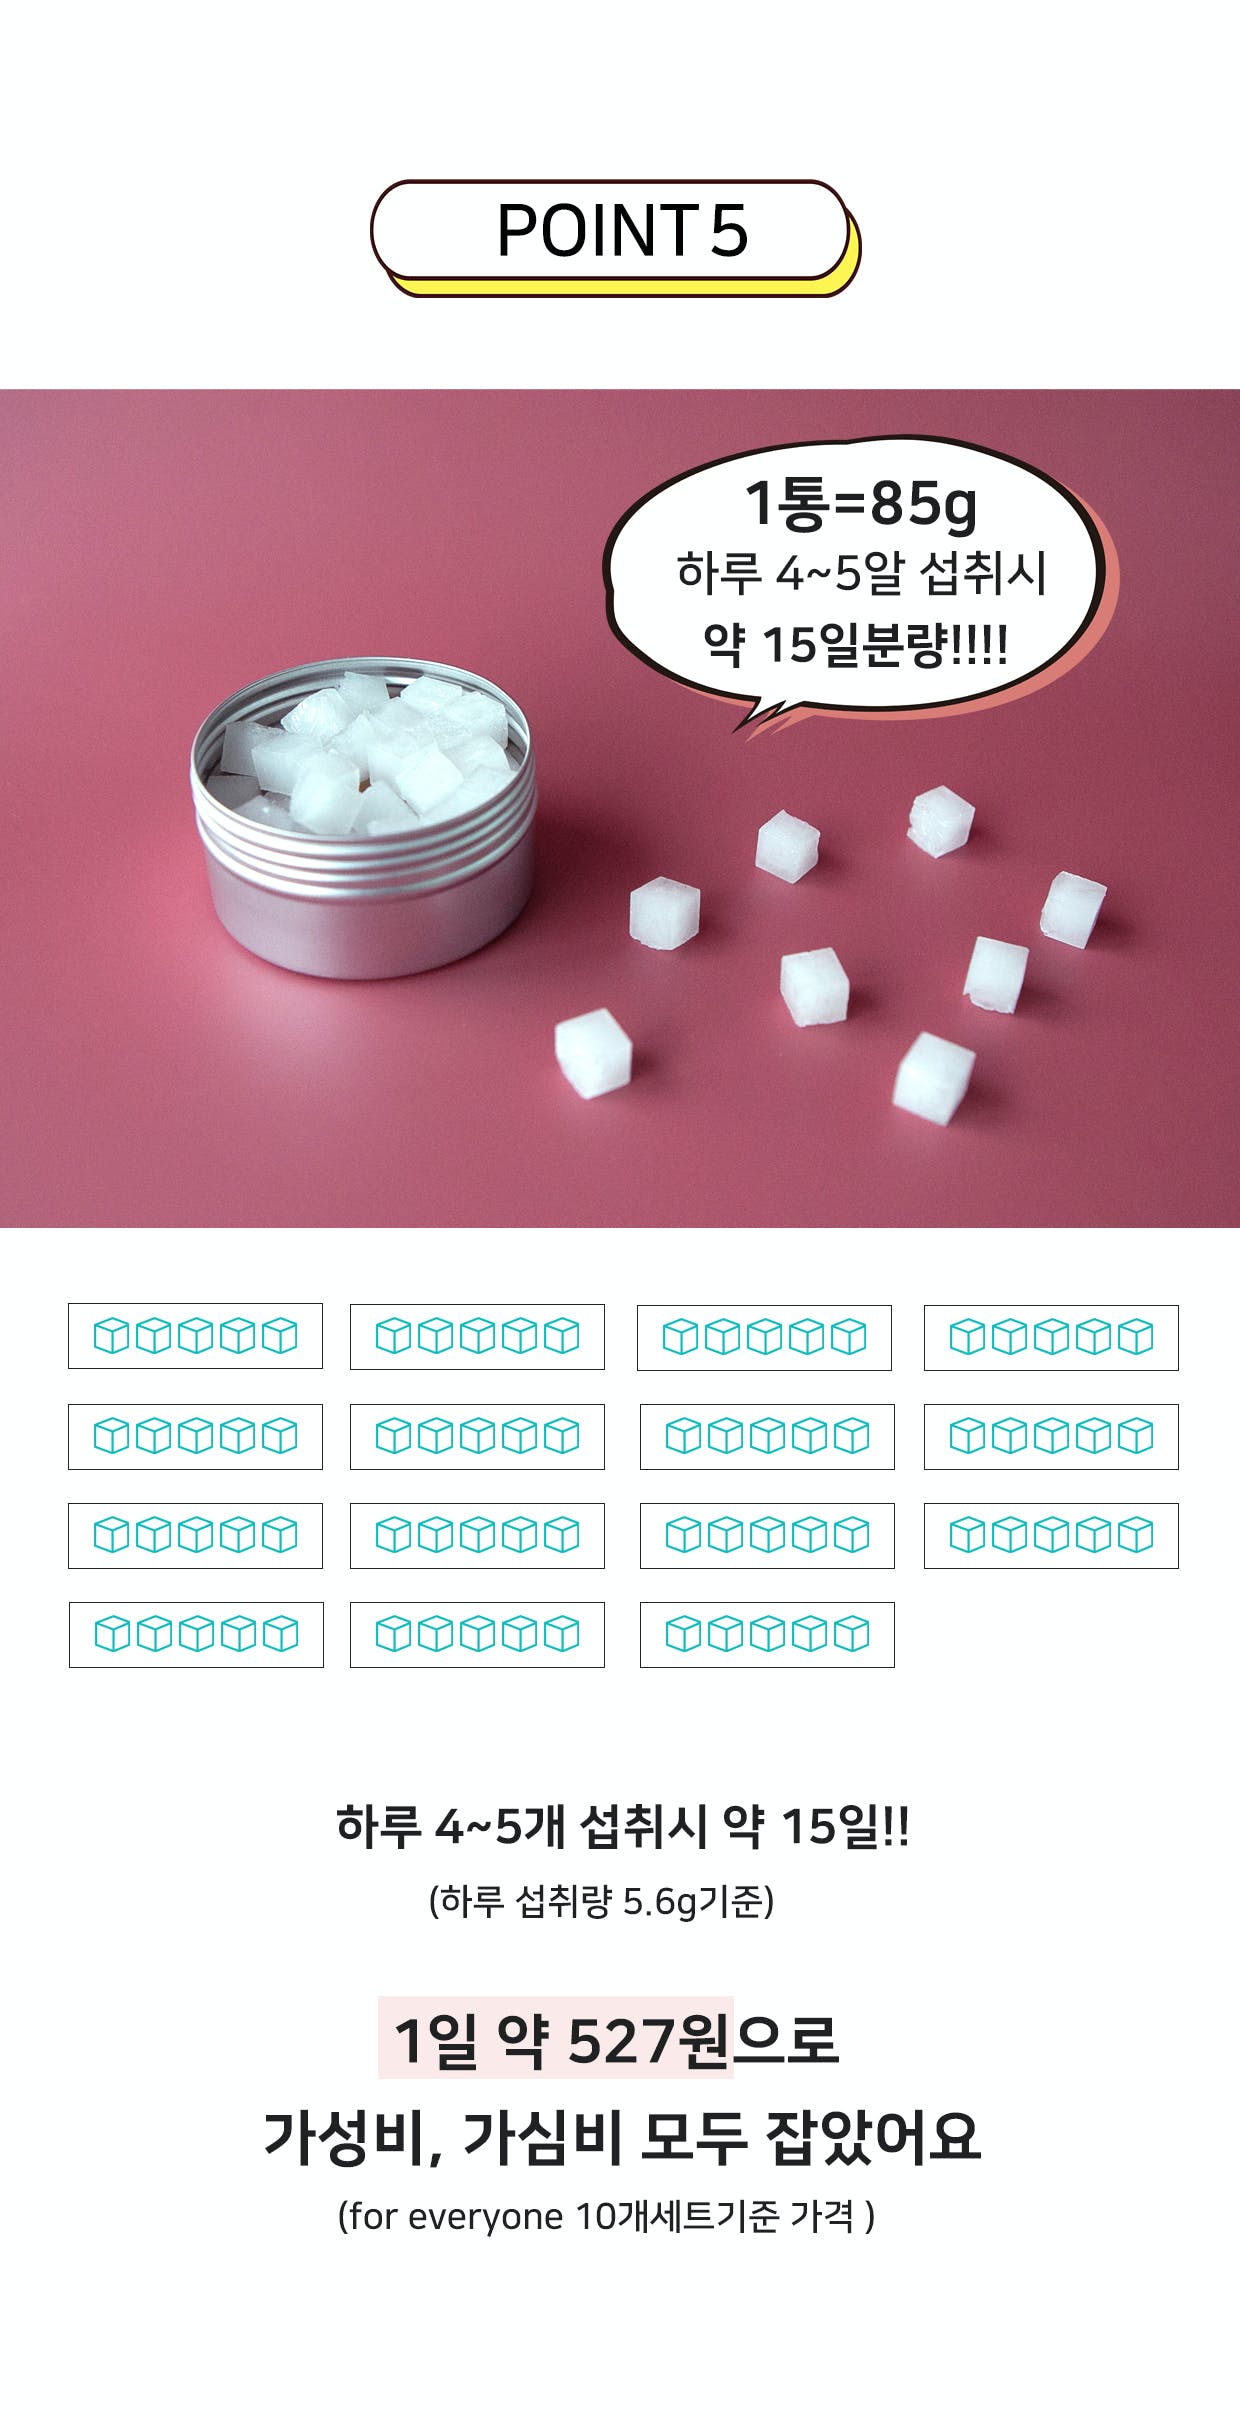 POINT 5
1통=85g
하루 4~5알 섭취시
약 15일분량!!!!
하루 4~5개 섭취시 약 15일!!
(하루 섭취량 5.6g기준)
1일 약 527원으로
가성비, 가심비 모두 잡았어요
(for everyone 10개세트기준 가격 )